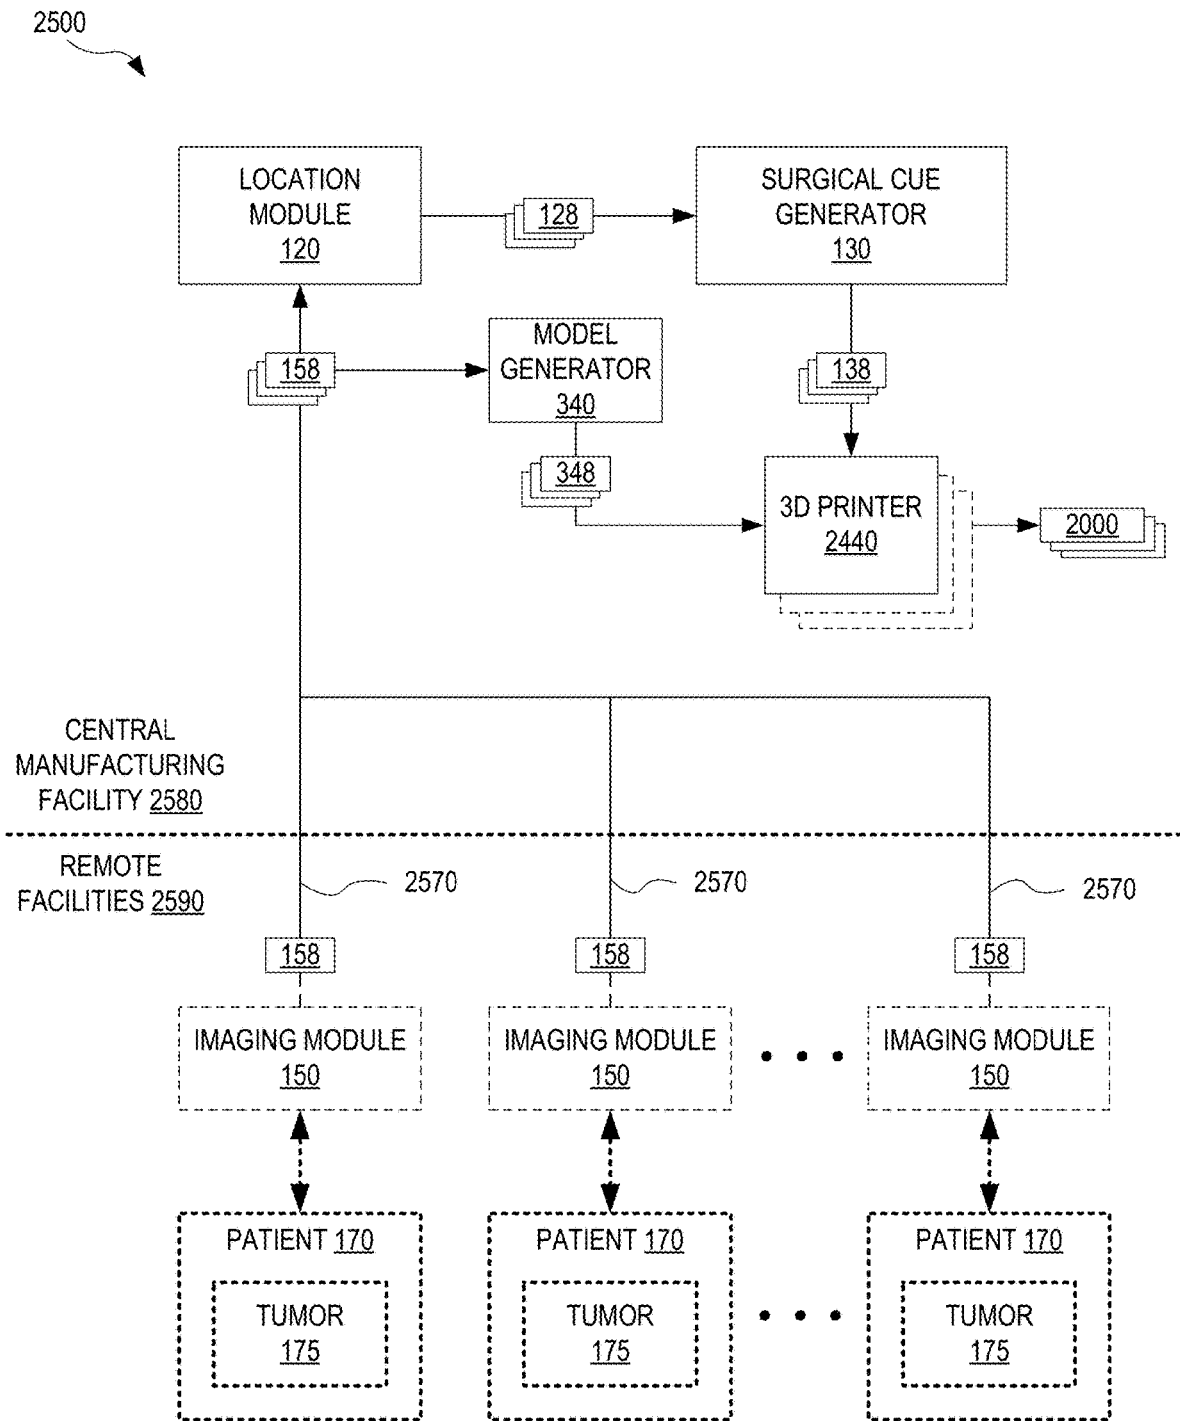 2500
LOCATION
MODULE
120
128
SURGICAL CUE
GENERATOR
130
158
MODEL
GENERATOR
340
138
348
3D PRINTER
2440
2000
CENTRAL
MANUFACTURING
FACILITY 2580
REMOTE
FACILITIES 2590
2570
2570
2570
158
158
158
IMAGING MODULE
150
IMAGING MODULE
150
IMAGING MODULE
150
PATIENT 170
TUMOR
175
PATIENT 170
TUMOR
175
PATIENT 170
TUMOR
175